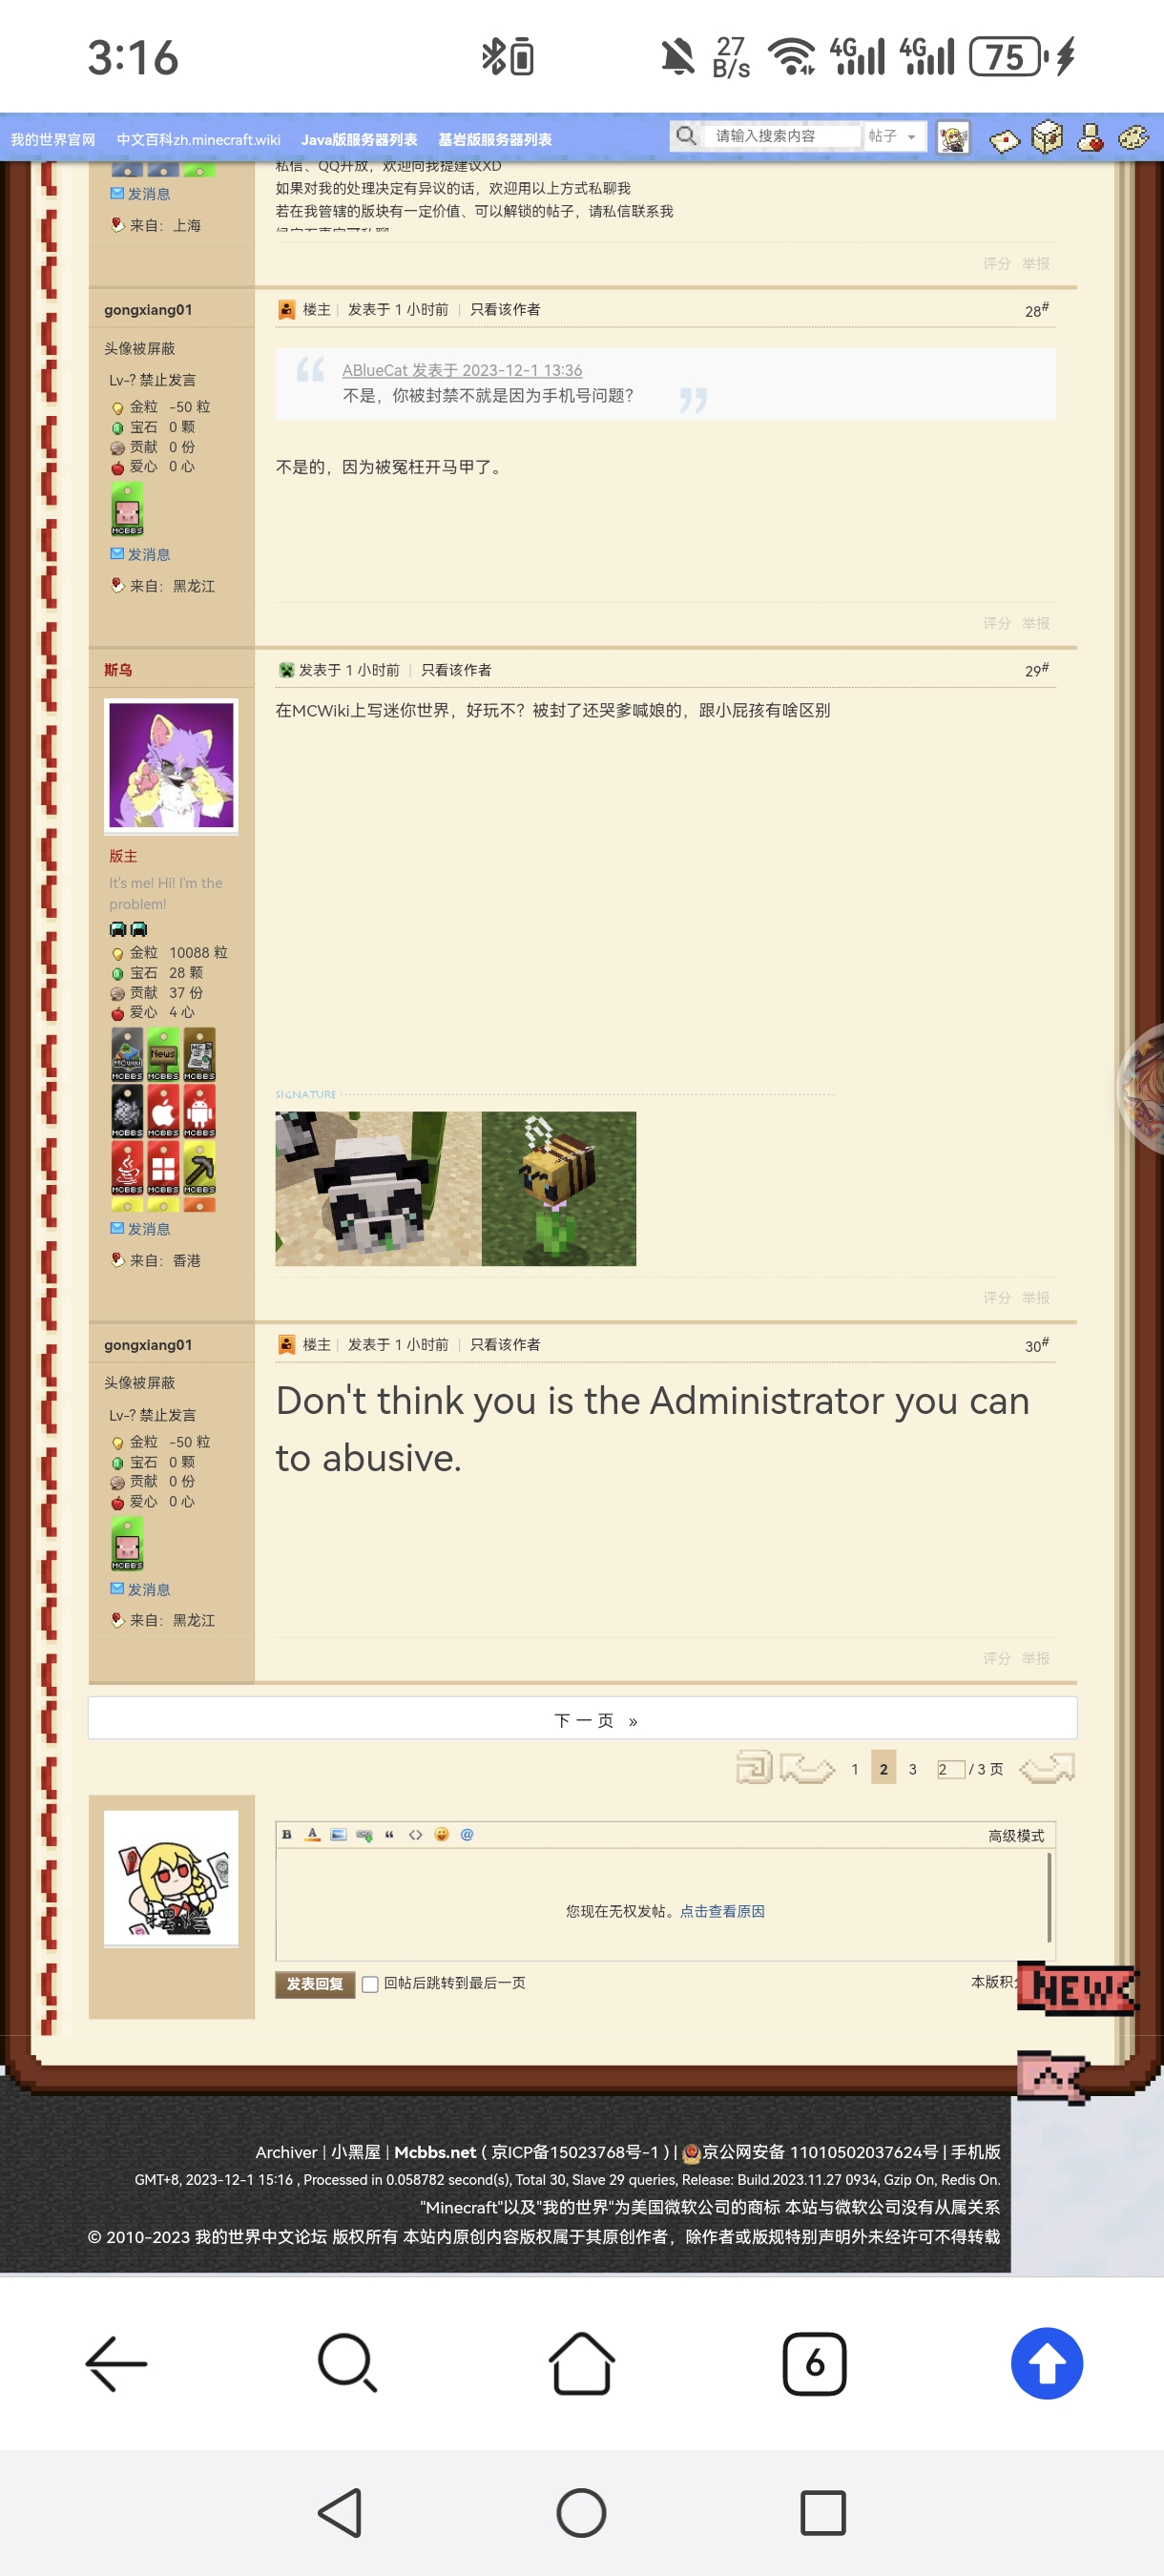 3:16
27
B/s
4G
4G
75
我的世界官网 中文百科zh.minecraft.wiki Java版服务器列表 基岩版服务器列表 请输入搜索内容 帖子
私信、QQ开放，欢迎向我提建议XD
发消息
如果对我的处理决定有异议的话，欢迎用以上方式私聊我
若在我管辖的版块有一定价值、可以解锁的帖子，请私信联系我
来自：上海
评分 举报
gongxiang01
楼主| 发表于 1 小时前 | 只看该作者
28#
头像被屏蔽
Lv-? 禁止发言
金粒 -50 粒
宝石 0 颗
贡献 0 份
爱心 0 心
MCBBS
发消息
来自：黑龙江
ABlueCat 发表于 2023-12-1 13:36
不是，你被封禁不就是因为手机号问题？
不是的，因为被冤枉开马甲了。
评分 举报
斯乌
发表于 1 小时前 | 只看该作者
29#
在MCWiki上写迷你世界，好玩不？被封了还哭爹喊娘的，跟小屁孩有啥区别
版主
It's me! Hi! I'm the
problem!
金粒 10088 粒
宝石 28 颗
贡献 37 份
爱心 4 心
MCWiki News
MCBBS MCBBS MCBBS
MCBBS MCBBS MCBBS
MCBBS MCBBS MCBBS
发消息
来自：香港
SIGNATURE
评分 举报
gongxiang01
楼主| 发表于 1 小时前 | 只看该作者
30#
头像被屏蔽
Lv-? 禁止发言
金粒 -50 粒
宝石 0 颗
贡献 0 份
爱心 0 心
MCBBS
发消息
来自：黑龙江
Don't think you is the Administrator you can
to abusive.
评分 举报
下一页 »
1 2 3 2 / 3 页
B A “ <> @ 高级模式
您现在无权发帖。点击查看原因
发表回复 回帖后跳转到最后一页 本版积
NEW
Archiver | 小黑屋 | Mcbbs.net ( 京ICP备15023768号-1 ) | 京公网安备 11010502037624号 | 手机版
GMT+8, 2023-12-1 15:16 , Processed in 0.058782 second(s), Total 30, Slave 29 queries, Release: Build.2023.11.27 0934, Gzip On, Redis On.
"Minecraft"以及"我的世界"为美国微软公司的商标 本站与微软公司没有从属关系
© 2010-2023 我的世界中文论坛 版权所有 本站内原创内容版权属于其原创作者，除作者或版规特别声明外未经许可不得转载
6